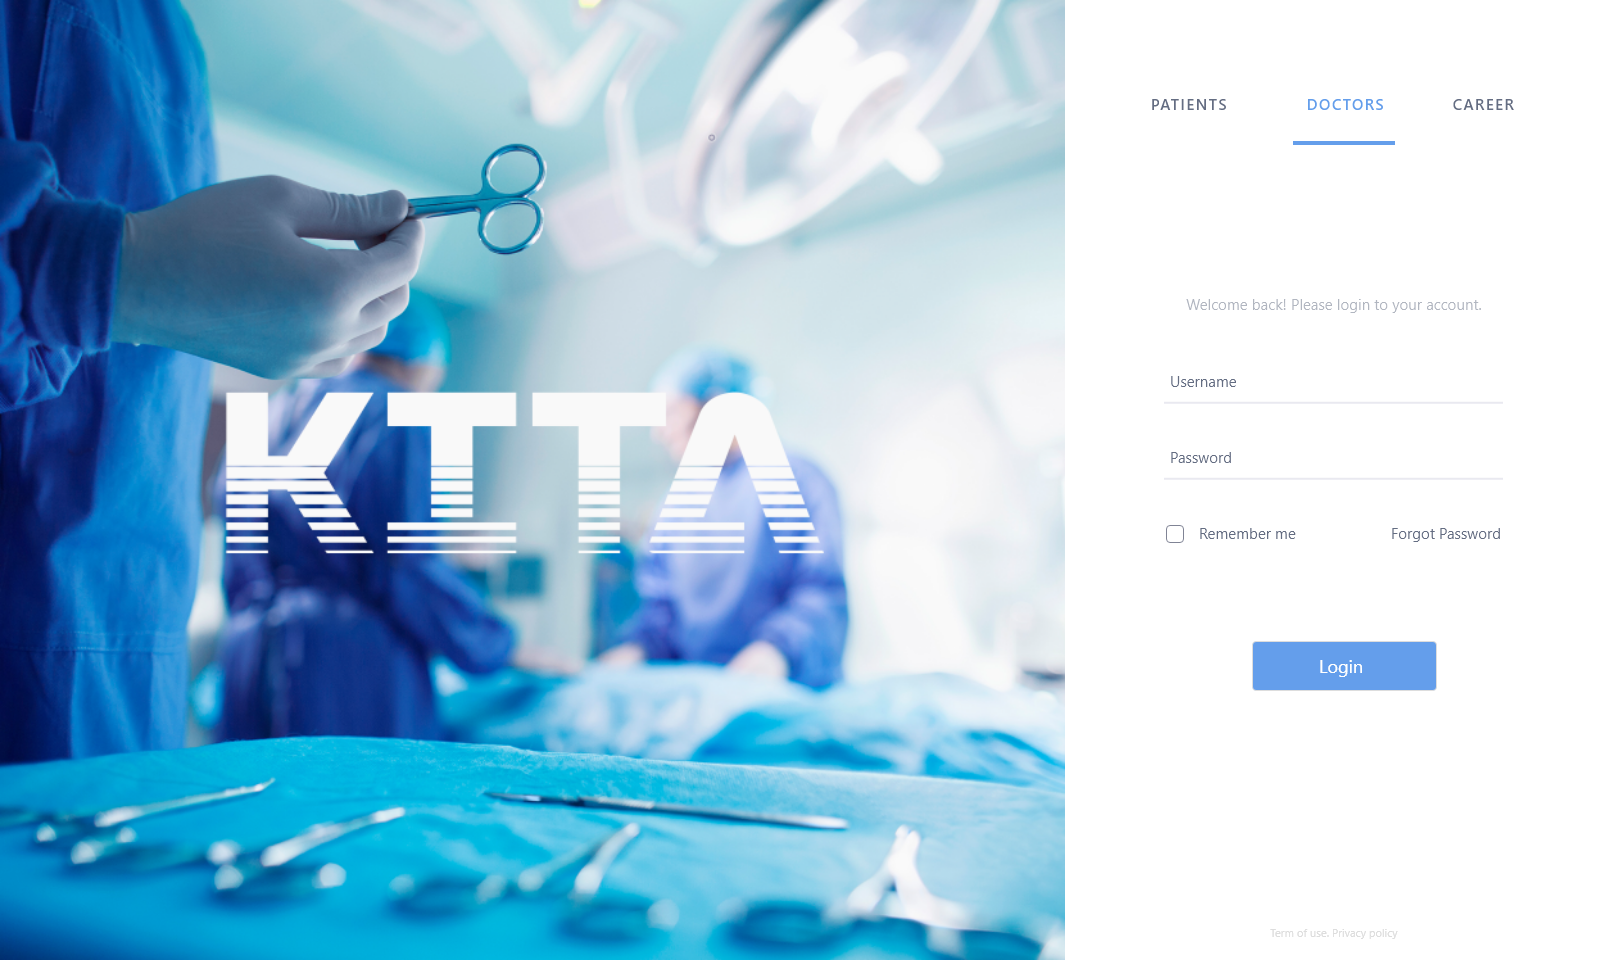 PATIENTS
DOCTORS
CAREER
KITA
Welcome back! Please login to your account.
Username
Password
Remember me
Forgot Password
Login
Term of use. Privacy policy